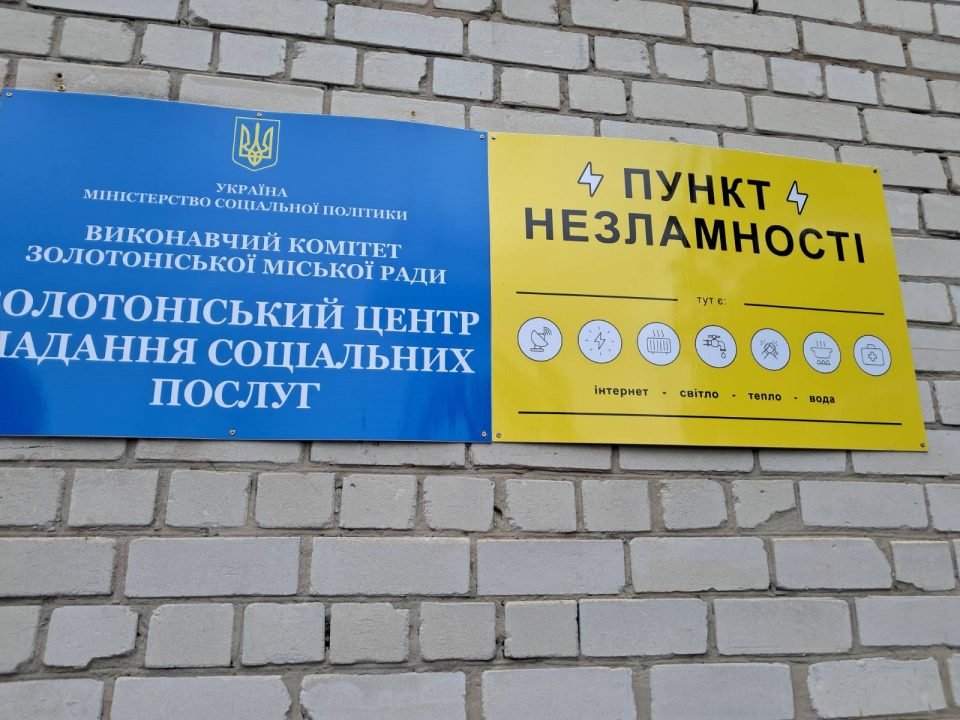 УКРАЇНА
МІНІСТЕРСТВО СОЦІАЛЬНОЇ ПОЛІТИКИ
ВИКОНАВЧИЙ КОМІТЕТ
ЗОЛОТОНІСЬКОЇ МІСЬКОЇ РАДИ
ЗОЛОТОНІСЬКИЙ ЦЕНТР
НАДАННЯ СОЦІАЛЬНИХ
ПОСЛУГ
ПУНКТ
НЕЗЛАМНОСТІ
тут є:
інтернет - світло - тепло - вода